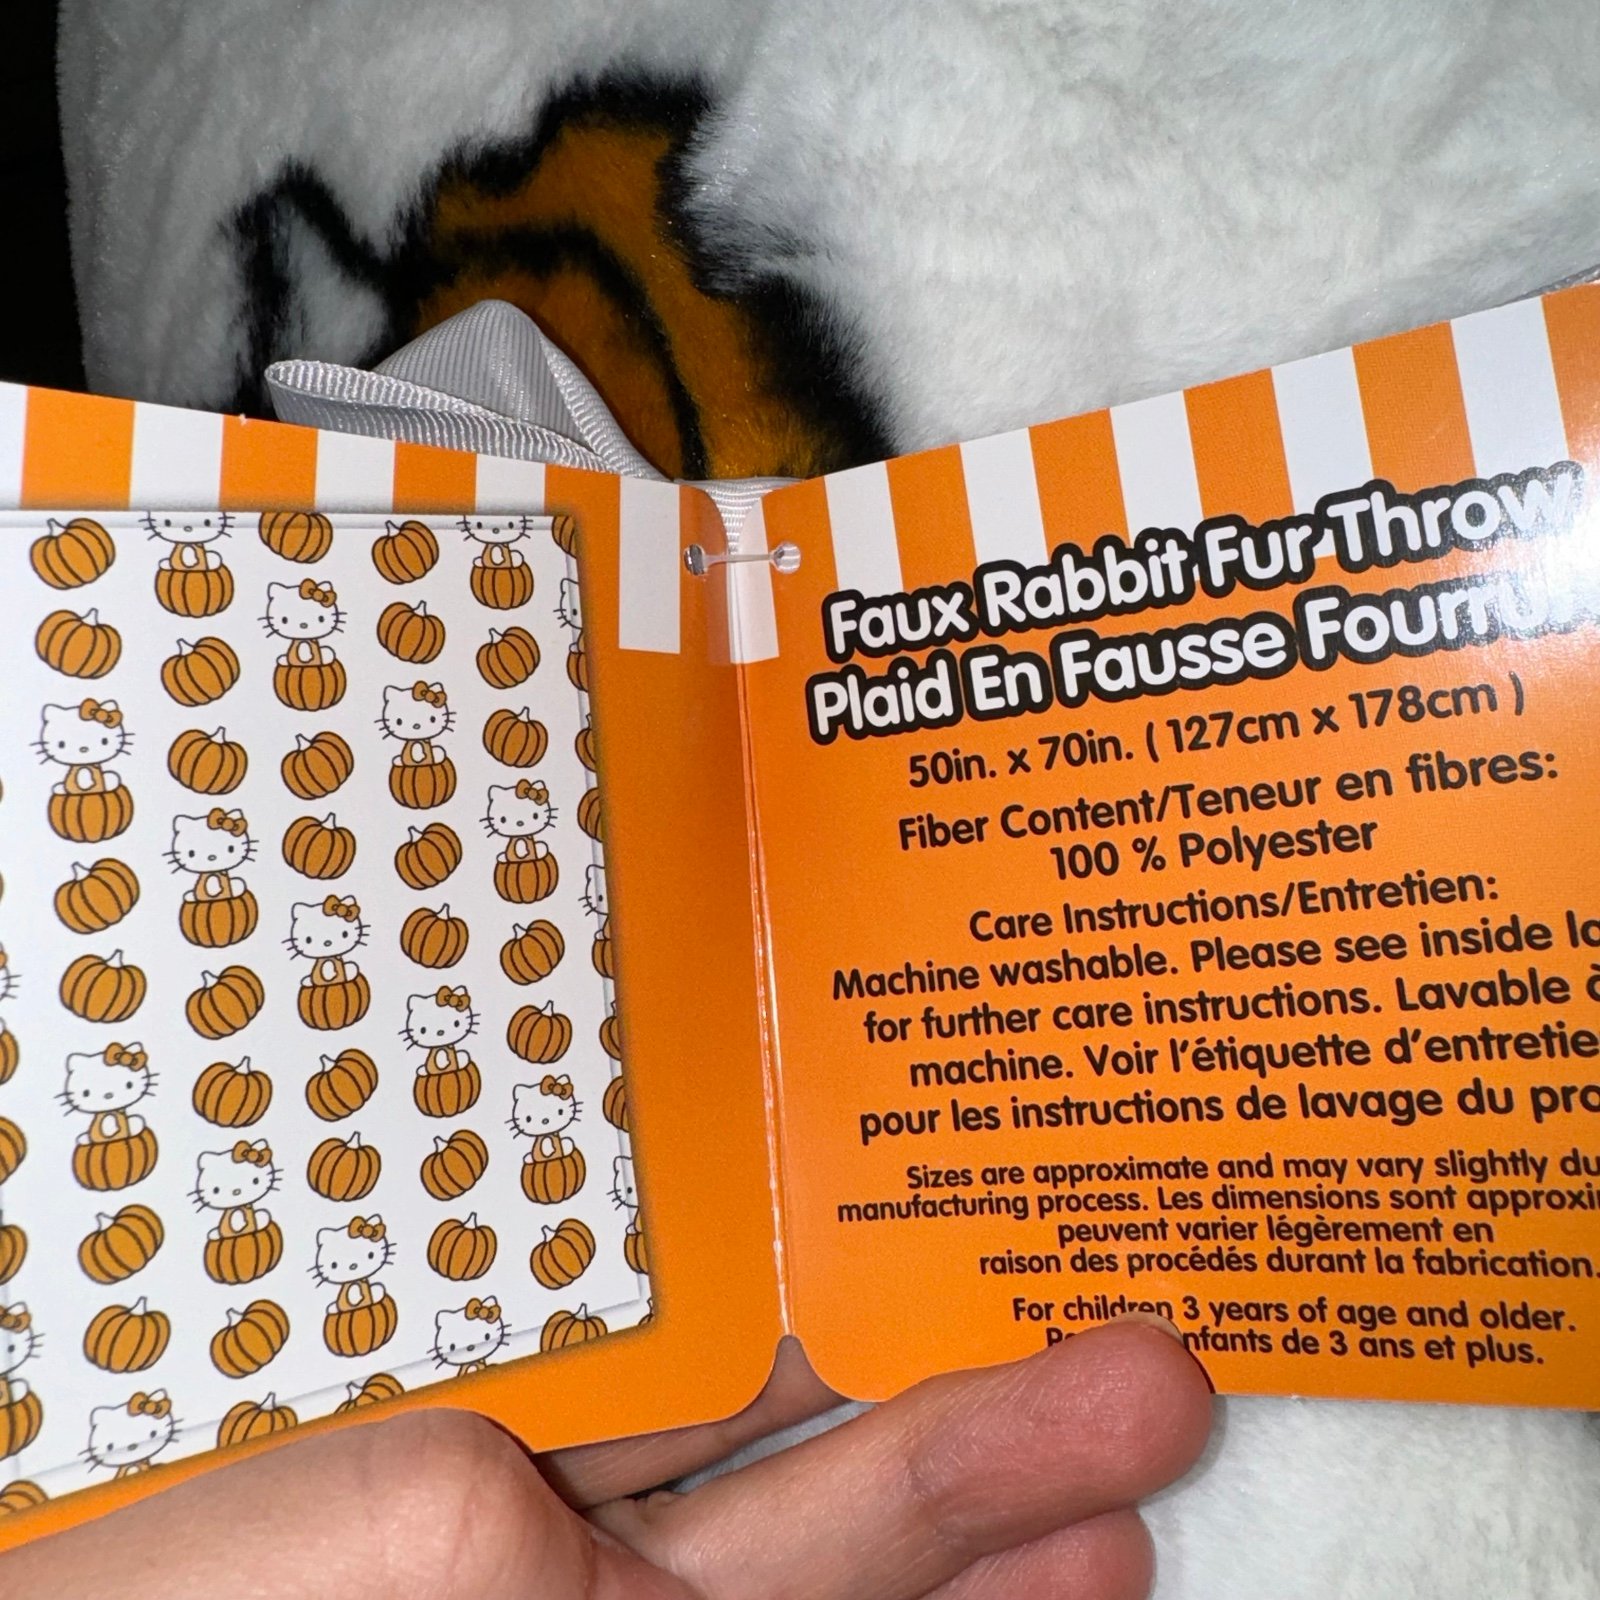 Faux Rabbit Fur Throw
Plaid En Fausse
50in. x 70in. ( 127cm x 178cm )
Fiber Content/Teneur en fibres:
100 % Polyester
Care Instructions/Entretien:
Machine washable. Please see inside
for further care instructions. Lavable à
machine. Voir l'étiquette
pour les instructions de lavage du
Sizes are approximate and may vary slightly
manufacturing process. Les dimensions sont
peuvent varier légèrement en
raison des procédés durant la fabrication.
For children 3 years of age and older.
de 3 ans et plus.